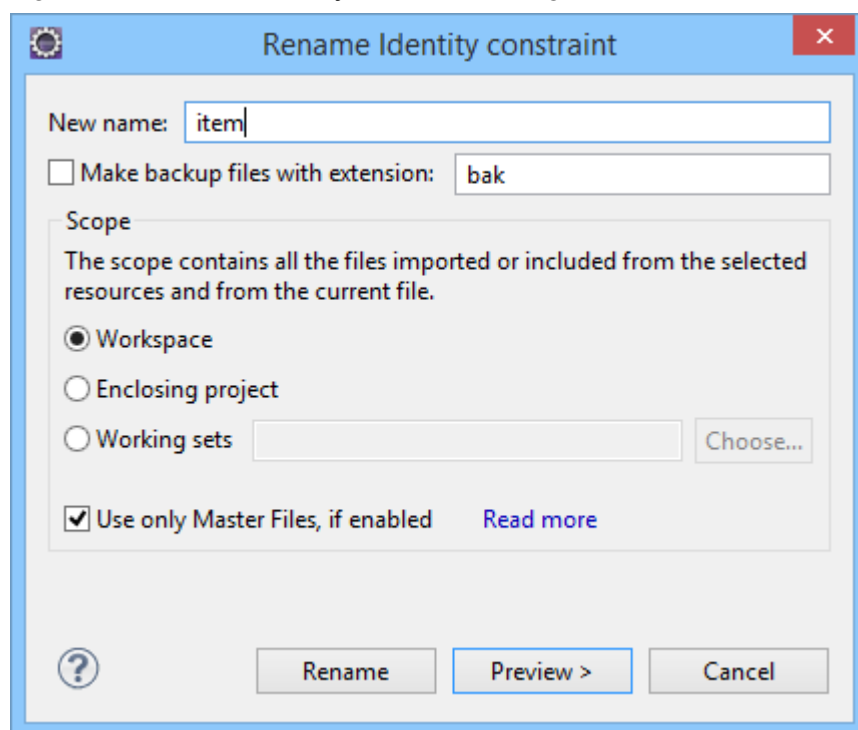 Rename Identity constraint
New name: item
Make backup files with extension: bak
Scope
The scope contains all the files imported or included from the selected
resources and from the current file.
Workspace
Enclosing project
Working sets Choose...
Use only Master Files, if enabled Read more
? Rename Preview > Cancel